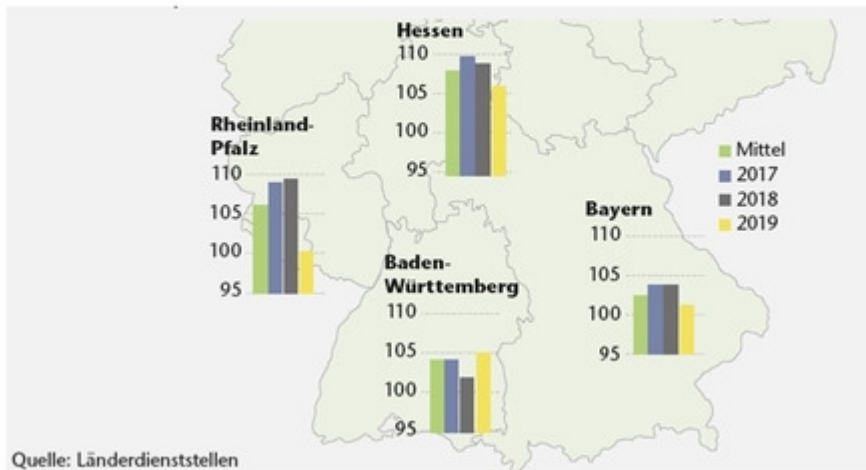 Hessen
110
105
100
95
Rheinland-
Pfalz
110
105
100
95
Mittel
2017
2018
2019
Bayern
110
105
100
95
Baden-
Württemberg
110
105
100
95
Quelle: Länderdienststellen